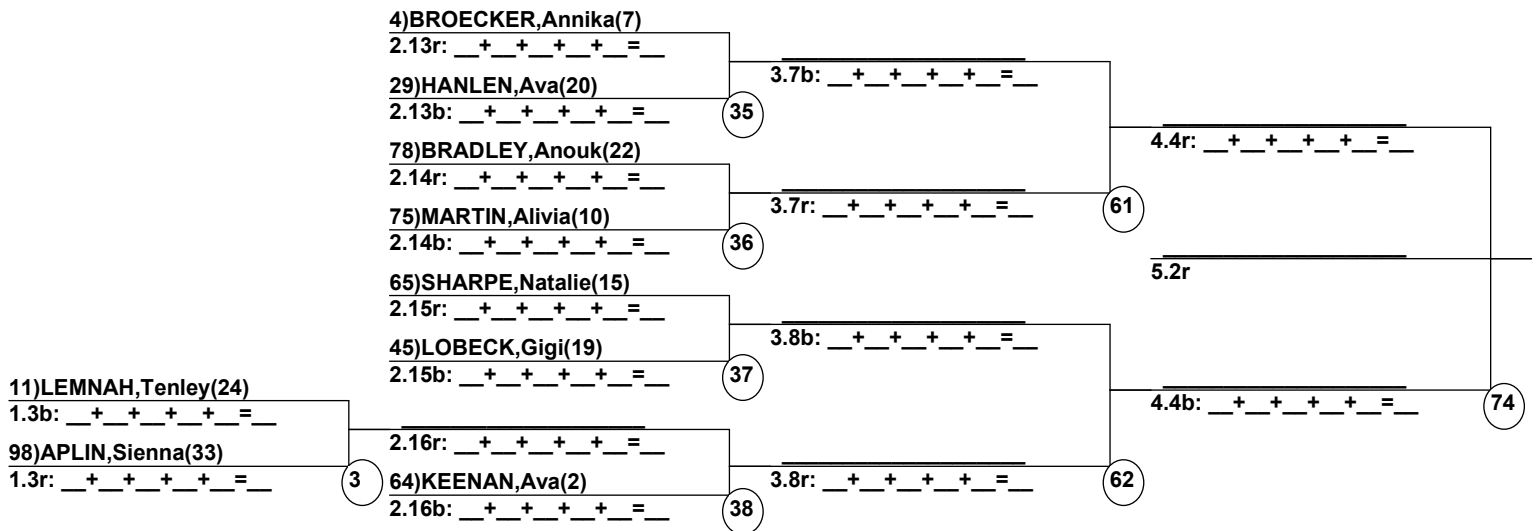 4)BROECKER,Annika(7)
2.13r: __+__+__+__+__=__
3.7b: __+__+__+__+__=__
29)HANLEN,Ava(20)
2.13b: __+__+__+__+__=__
35
4.4r: __+__+__+__+__=__
78)BRADLEY,Anouk(22)
2.14r: __+__+__+__+__=__
3.7r: __+__+__+__+__=__
61
75)MARTIN,Alivia(10)
2.14b: __+__+__+__+__=__
36
5.2r
65)SHARPE,Natalie(15)
2.15r: __+__+__+__+__=__
3.8b: __+__+__+__+__=__
45)LOBECK,Gigi(19)
2.15b: __+__+__+__+__=__
37
11)LEMNAH,Tenley(24)
1.3b: __+__+__+__+__=__
4.4b: __+__+__+__+__=__
74
2.16r: __+__+__+__+__=__
98)APLIN,Sienna(33)
1.3r: __+__+__+__+__=__
3
64)KEENAN,Ava(2)
3.8r: __+__+__+__+__=__
62
2.16b: __+__+__+__+__=__
38